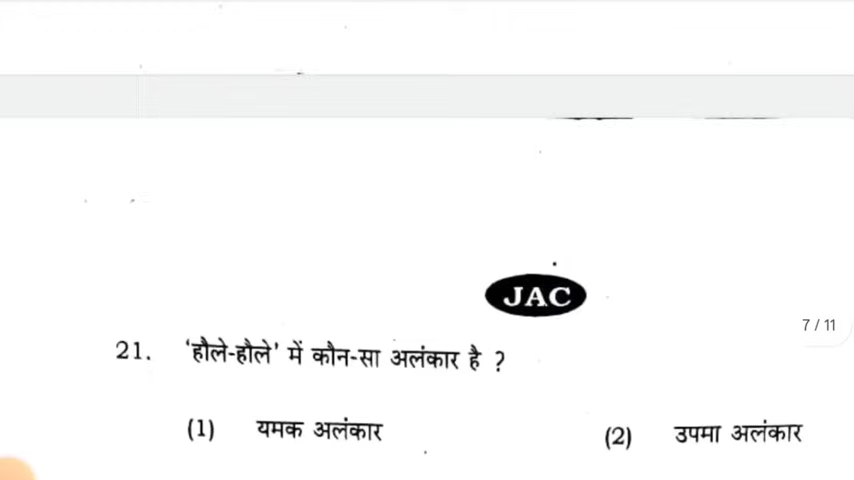 JAC
7 / 11
21. 'हौले-हौले' में कौन-सा अलंकार है ?
(1) यमक अलंकार (2) उपमा अलंकार